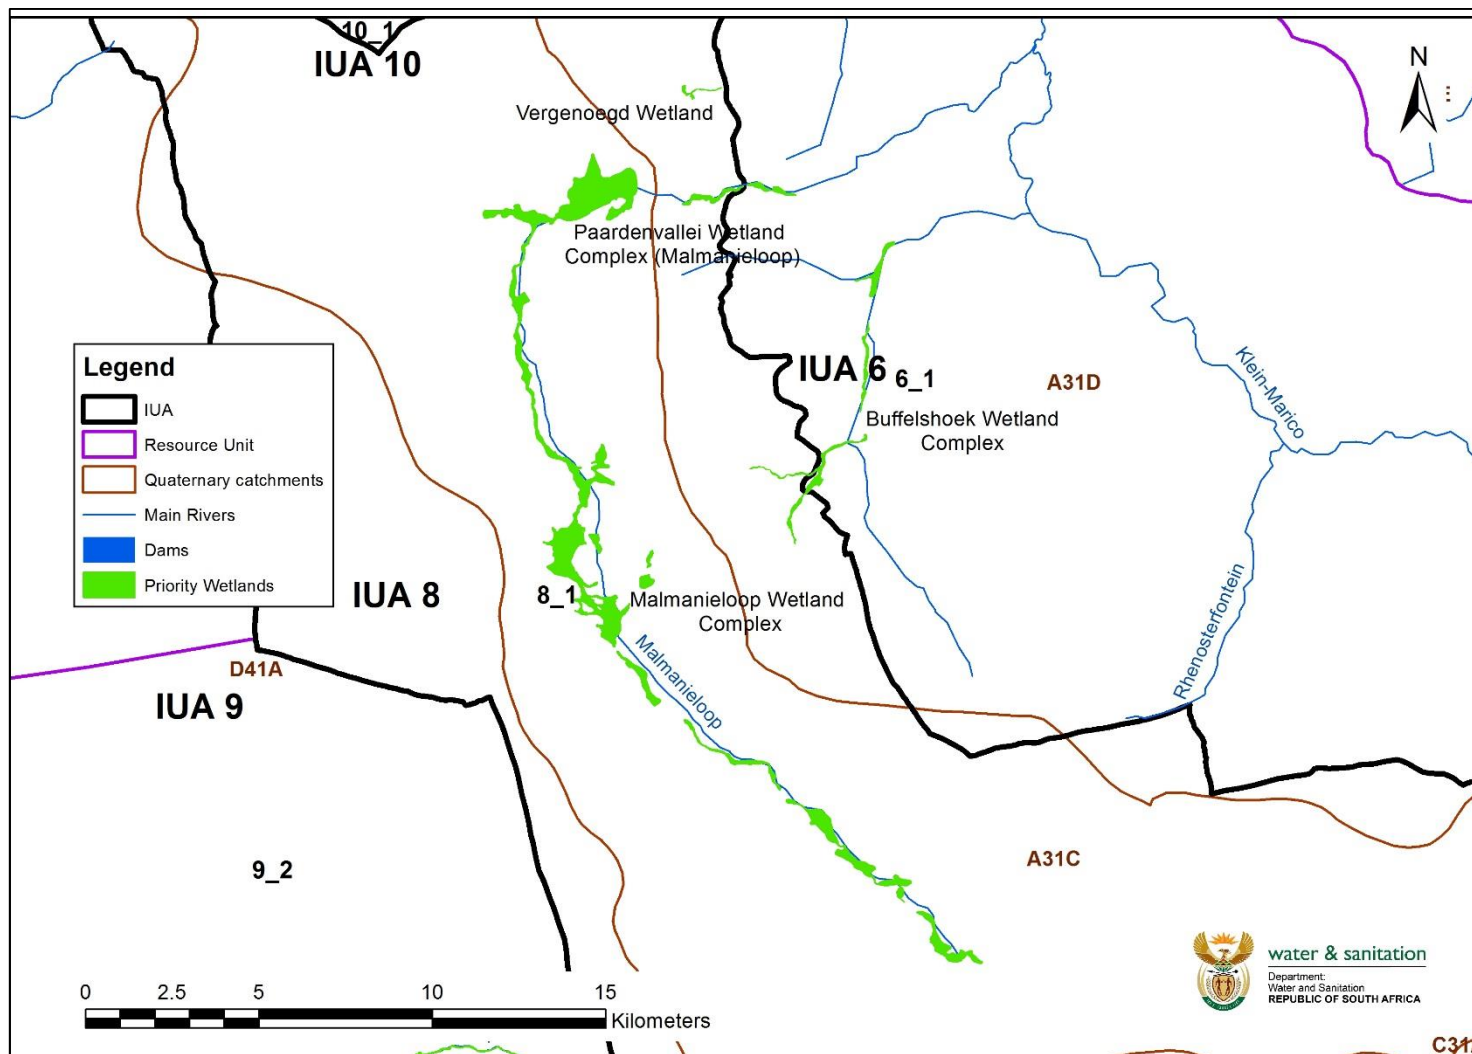 10_1
IUA 10
N
Vergenoegd Wetland
Paardenvallei Wetland
Complex (Malmanieloop)
Klein-Marico
IUA 6
6_1
A31D
Buffelshoek Wetland
Complex
Legend
IUA
Resource Unit
Quaternary catchments
Main Rivers
Dams
Priority Wetlands
IUA 8
8_1
Malmanieloop Wetland
Complex
Malmanieloop
Rhenosterfontein
D41A
IUA 9
9_2
A31C
water & sanitation
Department:
Water and Sanitation
REPUBLIC OF SOUTH AFRICA
0 2.5 5 10 15
Kilometers